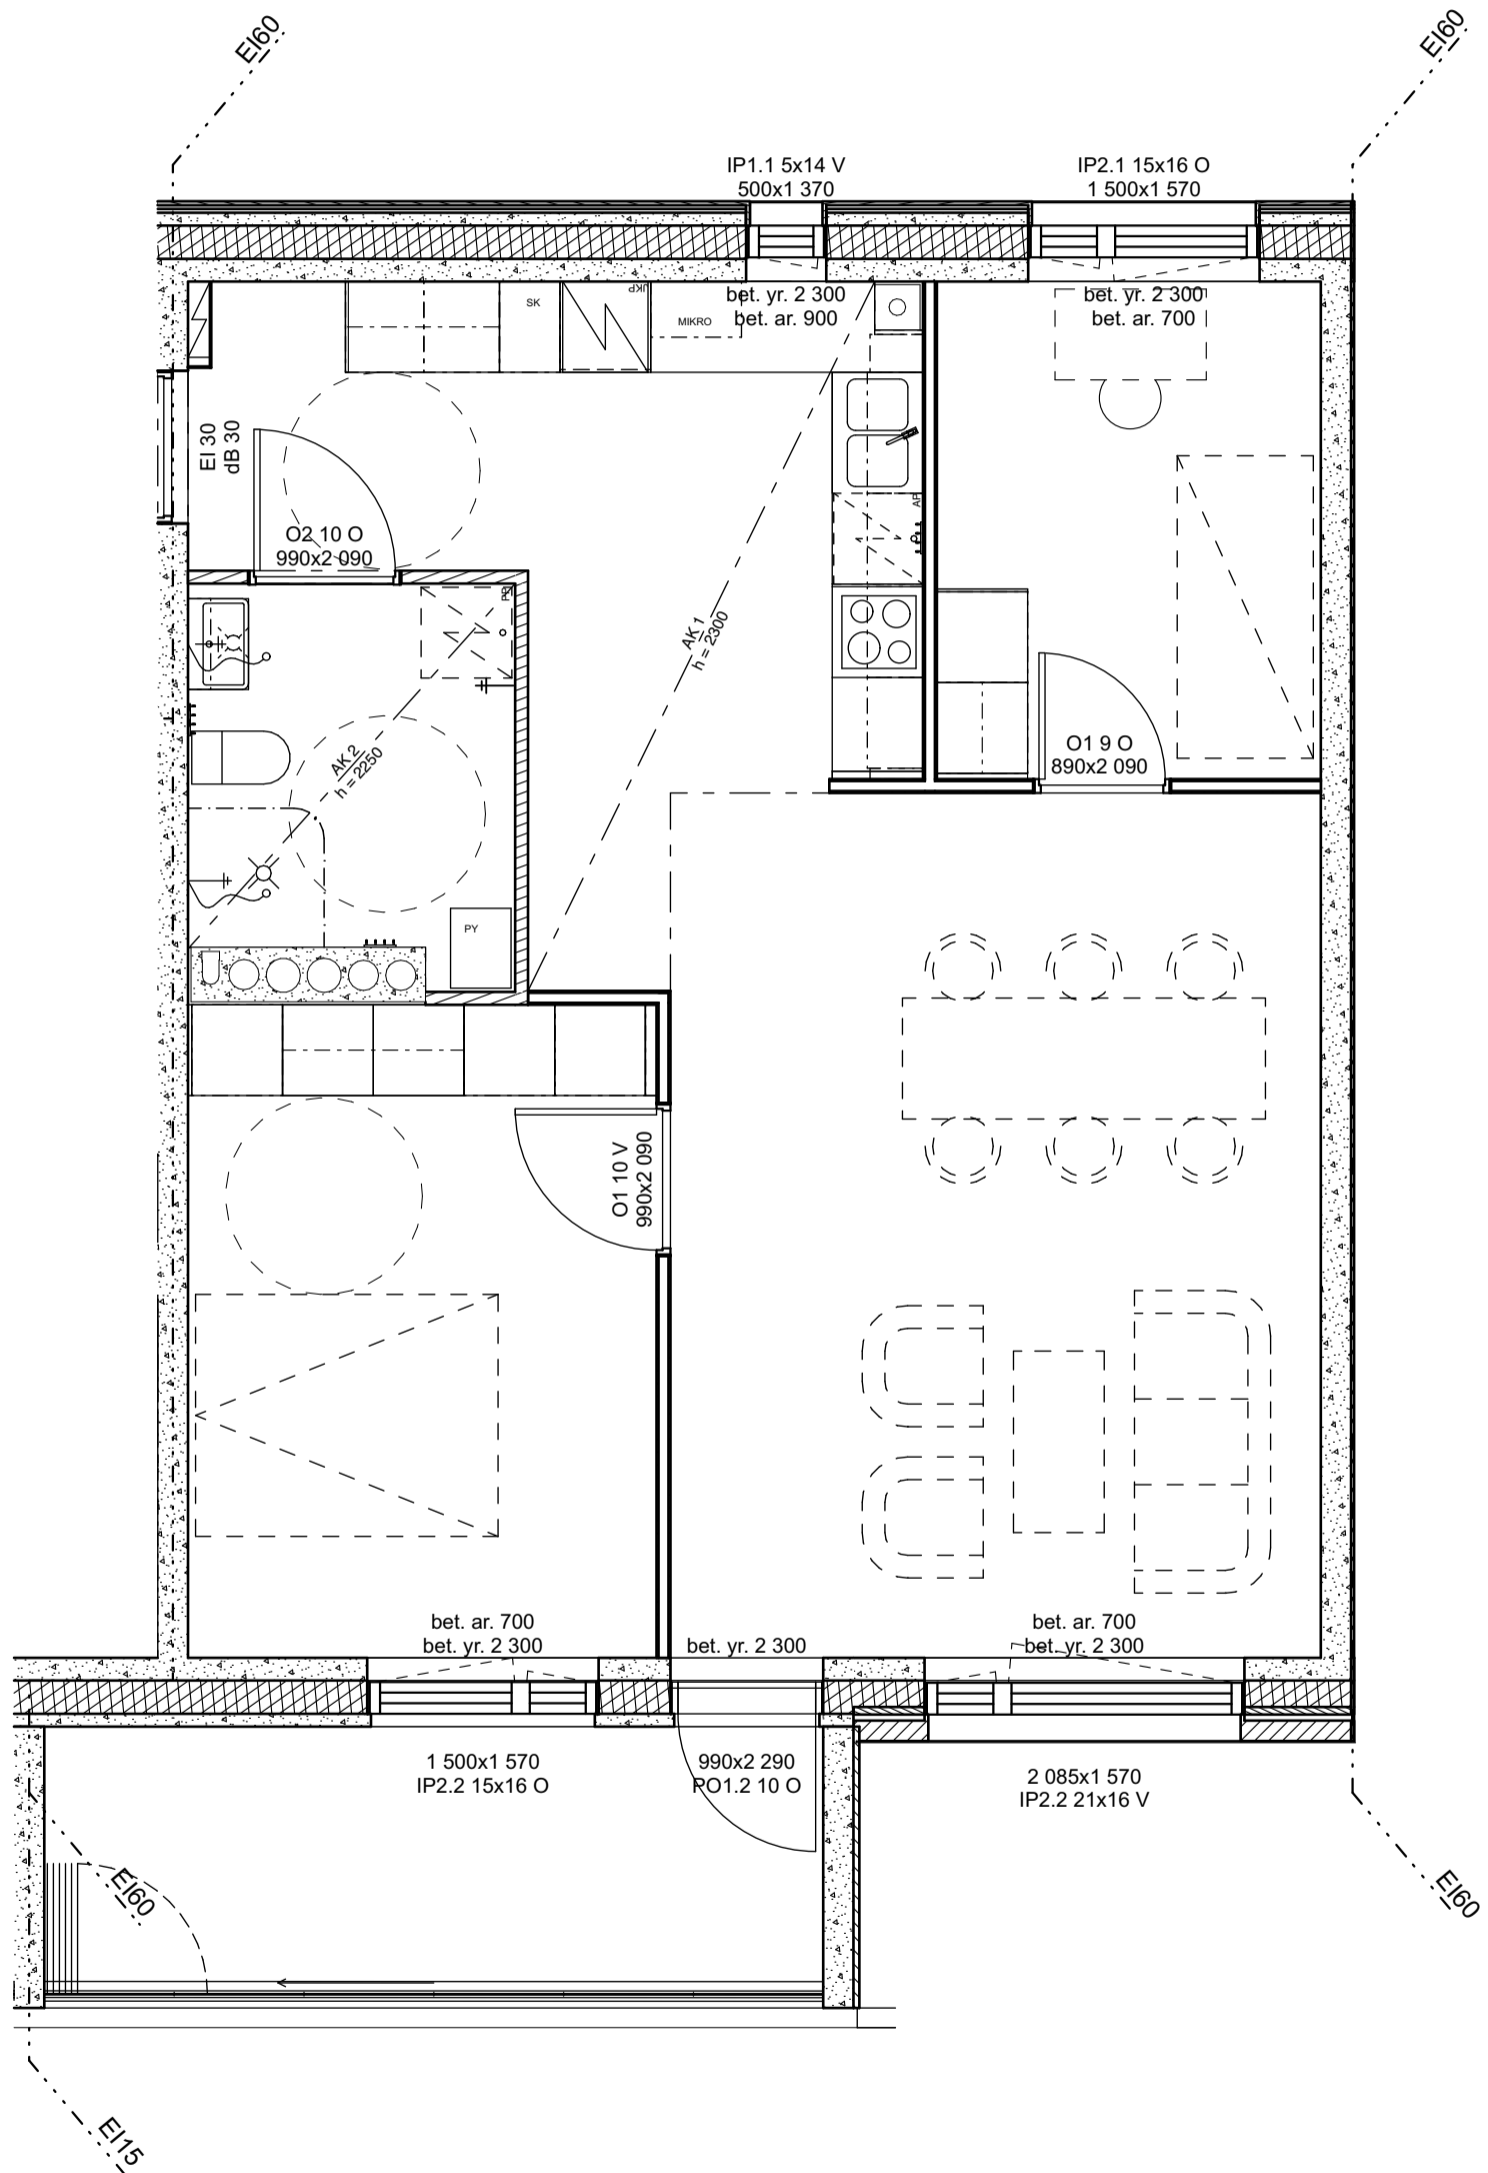 EI60
EI60
IP1.1 5x14 V
500x1 370
IP2.1 15x16 O
1 500x1 570
bet. yr. 2 300
bet. ar. 900
bet. yr. 2 300
bet. ar. 700
SK
JKP
MIKRO
EI 30
dB 30
O2 10 O
990x2 090
AP
PP
AK 1
h = 2300
AK 2
h = 2250
O1 9 O
890x2 090
PY
O1 10 V
990x2 090
bet. ar. 700
bet. yr. 2 300
bet. yr. 2 300
bet. ar. 700
bet. yr. 2 300
1 500x1 570
IP2.2 15x16 O
990x2 290
PO1.2 10 O
2 085x1 570
IP2.2 21x16 V
EI60
EI60
EI15